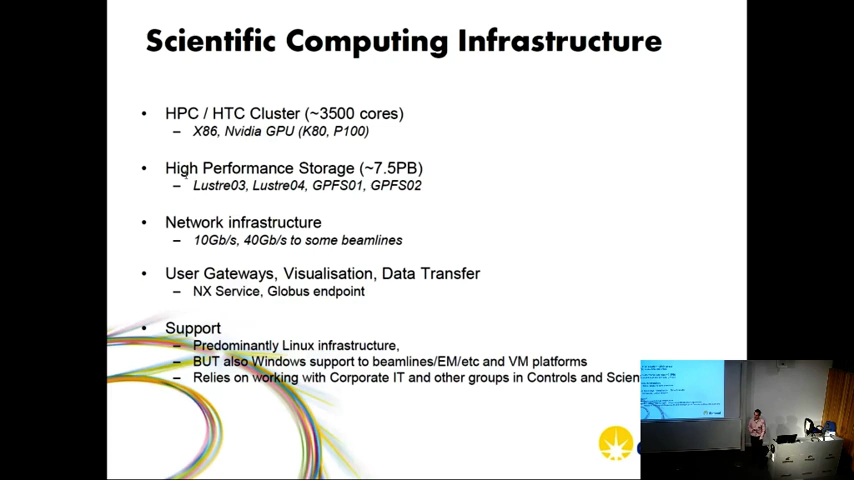 Scientific Computing Infrastructure
• HPC / HTC Cluster (~3500 cores)
– X86, Nvidia GPU (K80, P100)
• High Performance Storage (~7.5PB)
– Lustre03, Lustre04, GPFS01, GPFS02
• Network infrastructure
– 10Gb/s, 40Gb/s to some beamlines
• User Gateways, Visualisation, Data Transfer
– NX Service, Globus endpoint
• Support
– Predominantly Linux infrastructure,
– BUT also Windows support to beamlines/EM/etc and VM platforms
– Relies on working with Corporate IT and other groups in Controls and Scien